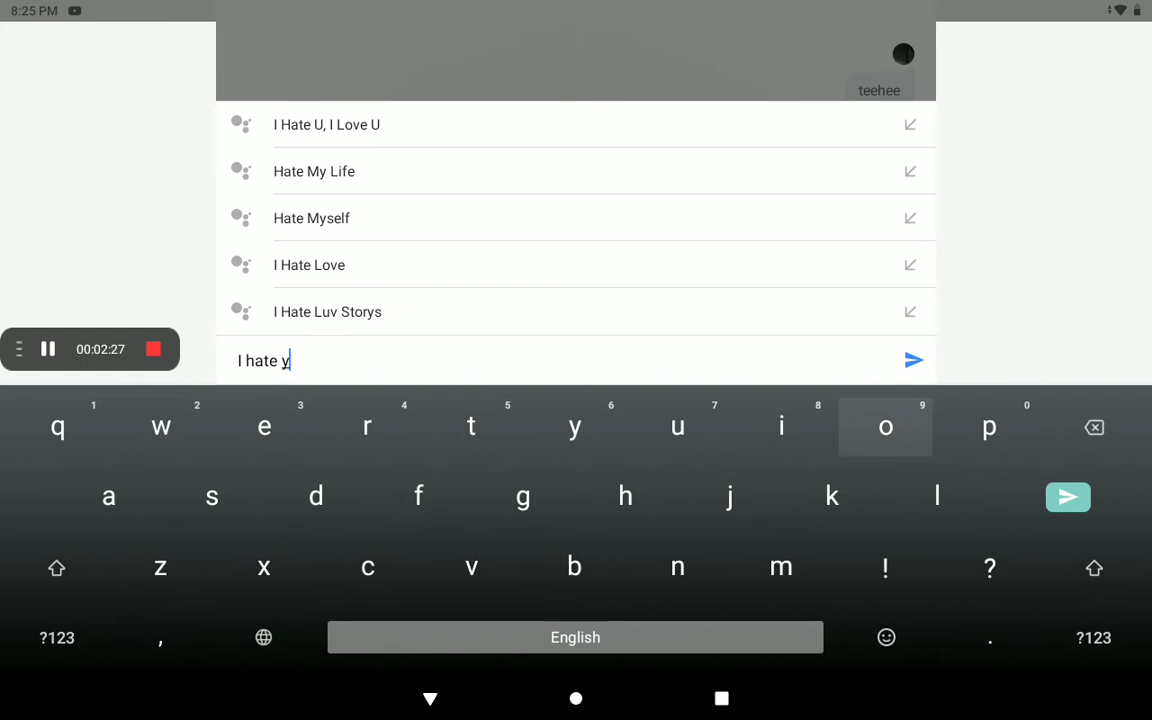 8:25 PM
teehee
I Hate U, I Love U
Hate My Life
Hate Myself
I Hate Love
I Hate Luv Storys
00:02:27
I hate y
1 2 3 4 5 6 7 8 9 0
q w e r t y u i o p
a s d f g h j k l
z x c v b n m ! ?
?123 , English . ?123